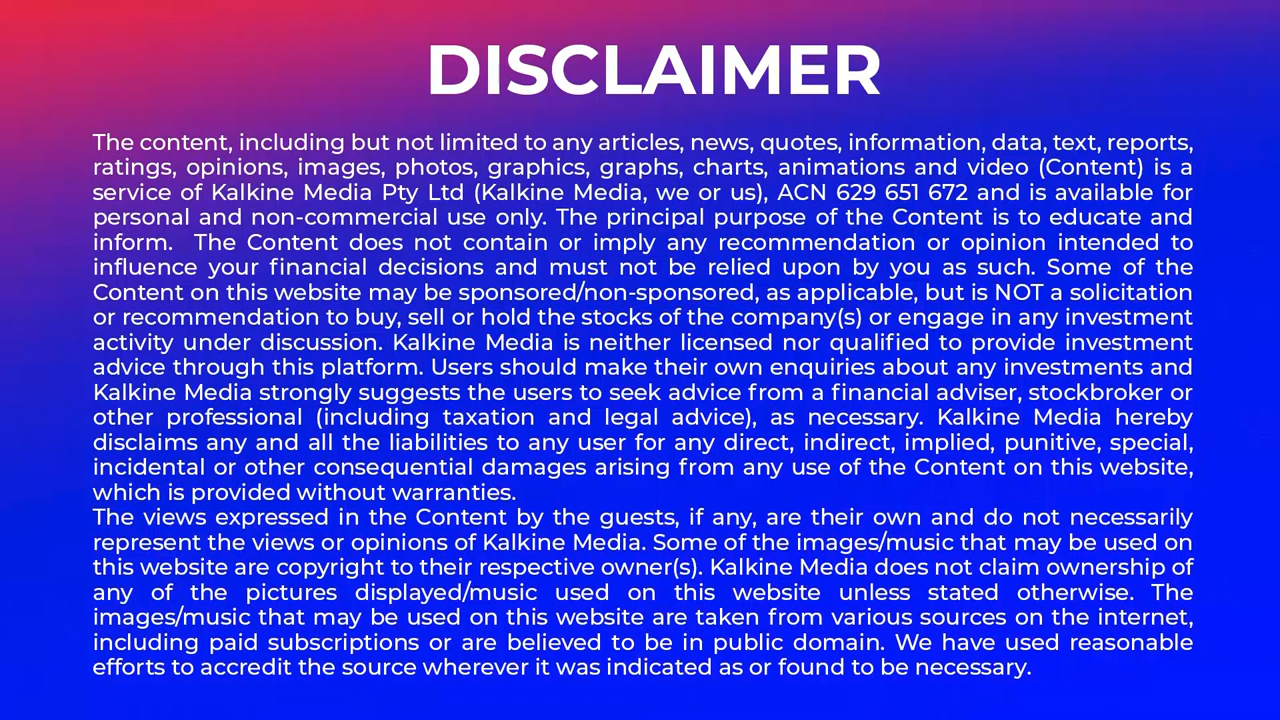 DISCLAIMER
The content, including but not limited to any articles, news, quotes, information, data, text, reports,
ratings, opinions, images, photos, graphics, graphs, charts, animations and video (Content) is a
service of Kalkine Media Pty Ltd (Kalkine Media, we or us), ACN 629 651 672 and is available for
personal and non-commercial use only. The principal purpose of the Content is to educate and
inform.  The Content does not contain or imply any recommendation or opinion intended to
influence your financial decisions and must not be relied upon by you as such. Some of the
Content on this website may be sponsored/non-sponsored, as applicable, but is NOT a solicitation
or recommendation to buy, sell or hold the stocks of the company(s) or engage in any investment
activity under discussion. Kalkine Media is neither licensed nor qualified to provide investment
advice through this platform. Users should make their own enquiries about any investments and
Kalkine Media strongly suggests the users to seek advice from a financial adviser, stockbroker or
other professional (including taxation and legal advice), as necessary. Kalkine Media hereby
disclaims any and all the liabilities to any user for any direct, indirect, implied, punitive, special,
incidental or other consequential damages arising from any use of the Content on this website,
which is provided without warranties.
The views expressed in the Content by the guests, if any, are their own and do not necessarily
represent the views or opinions of Kalkine Media. Some of the images/music that may be used on
this website are copyright to their respective owner(s). Kalkine Media does not claim ownership of
any of the pictures displayed/music used on this website unless stated otherwise. The
images/music that may be used on this website are taken from various sources on the internet,
including paid subscriptions or are believed to be in public domain. We have used reasonable
efforts to accredit the source wherever it was indicated as or found to be necessary.